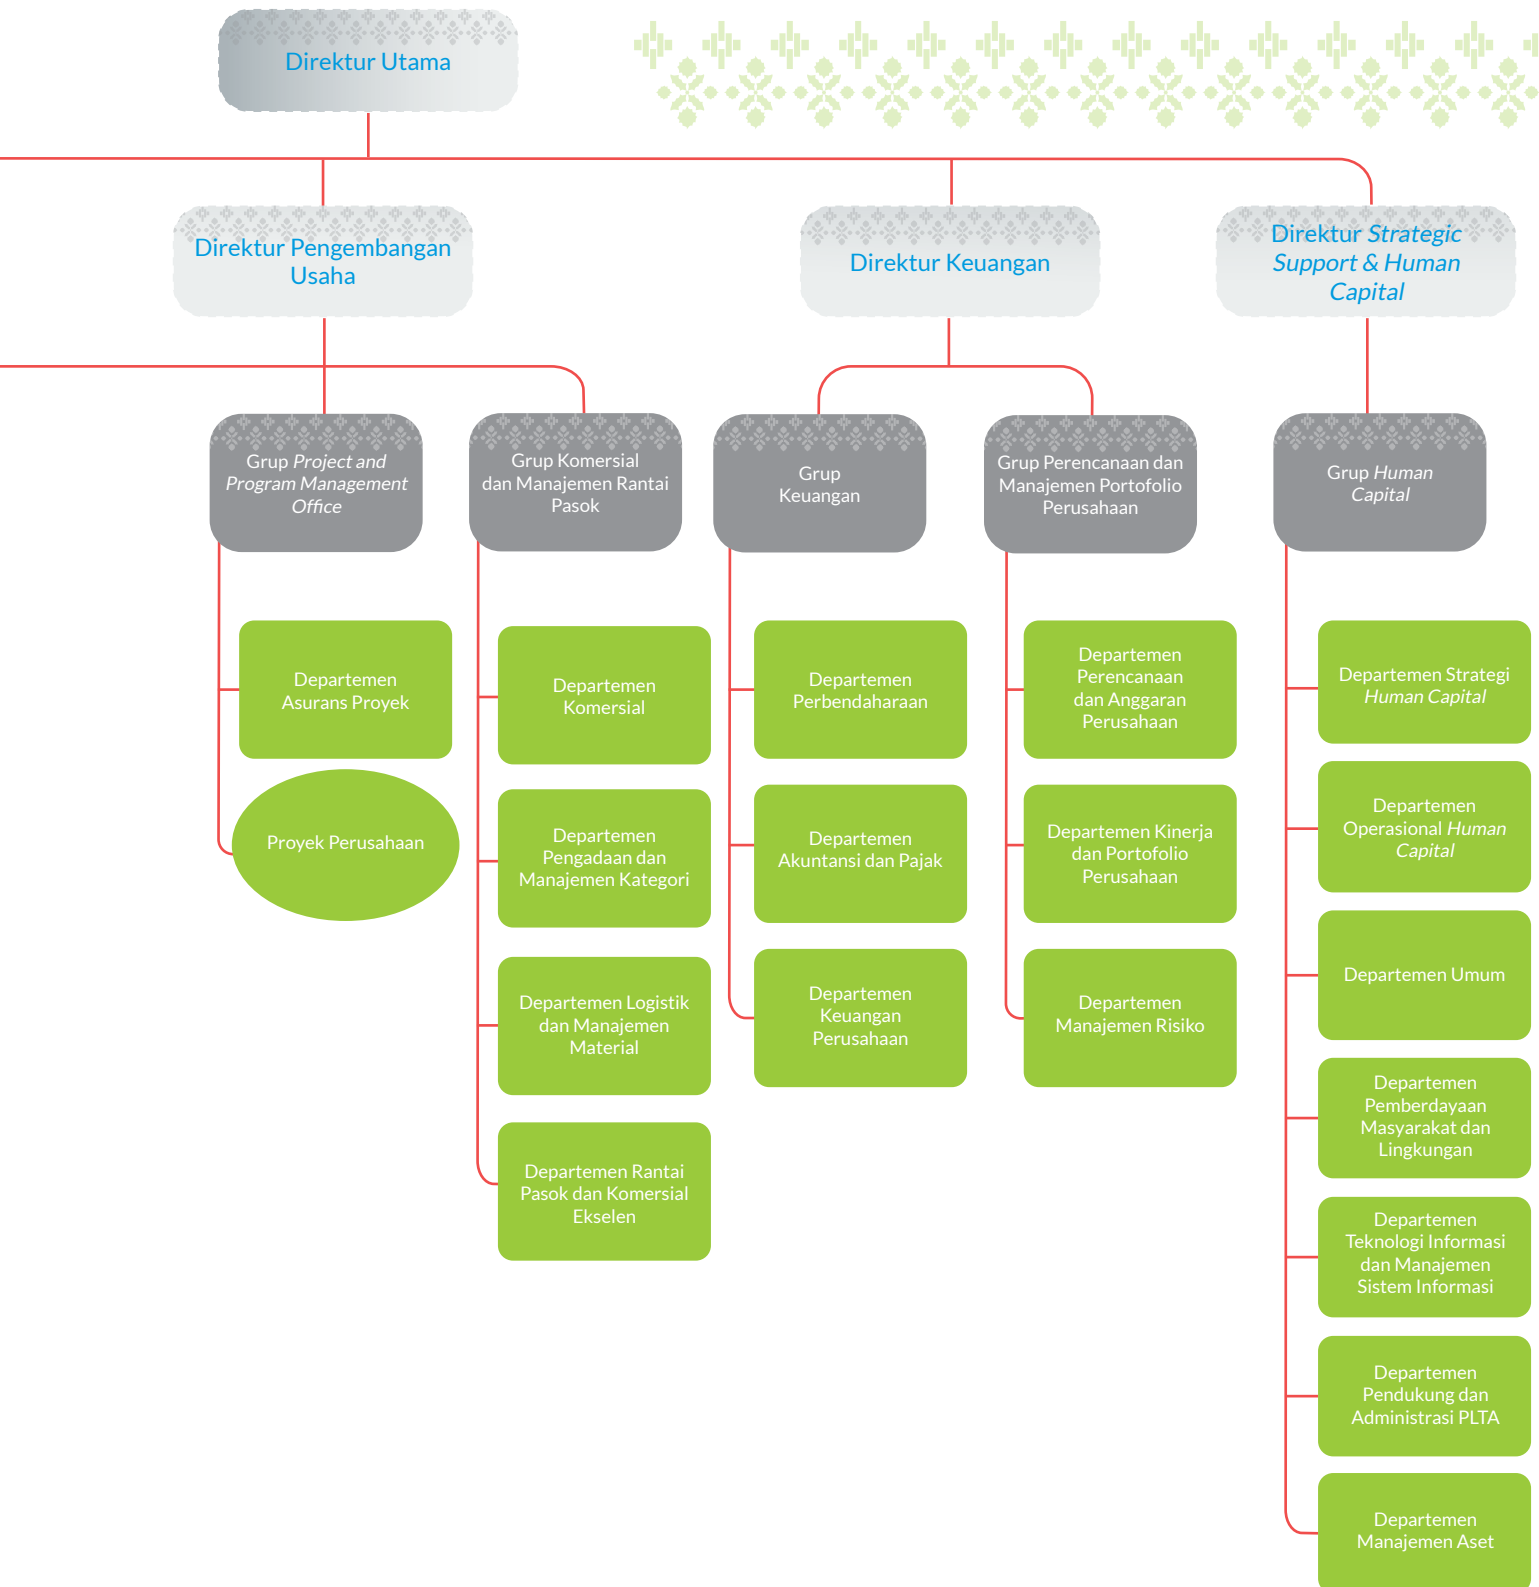 Direktur Utama
Direktur Pengembangan
Usaha
Direktur Keuangan
Direktur Strategic
Support & Human
Capital
Grup Project and
Program Management
Office
Grup Komersial
dan Manajemen Rantai
Pasok
Grup
Keuangan
Grup Perencanaan dan
Manajemen Portofolio
Perusahaan
Grup Human
Capital
Departemen
Asurans Proyek
Proyek Perusahaan
Departemen
Komersial
Departemen
Pengadaan dan
Manajemen Kategori
Departemen Logistik
dan Manajemen
Material
Departemen Rantai
Pasok dan Komersial
Ekselen
Departemen
Perbendaharaan
Departemen
Akuntansi dan Pajak
Departemen
Keuangan
Perusahaan
Departemen
Perencanaan
dan Anggaran
Perusahaan
Departemen Kinerja
dan Portofolio
Perusahaan
Departemen
Manajemen Risiko
Departemen Strategi
Human Capital
Departemen
Operasional Human
Capital
Departemen Umum
Departemen
Pemberdayaan
Masyarakat dan
Lingkungan
Departemen
Teknologi Informasi
dan Manajemen
Sistem Informasi
Departemen
Pendukung dan
Administrasi PLTA
Departemen
Manajemen Aset